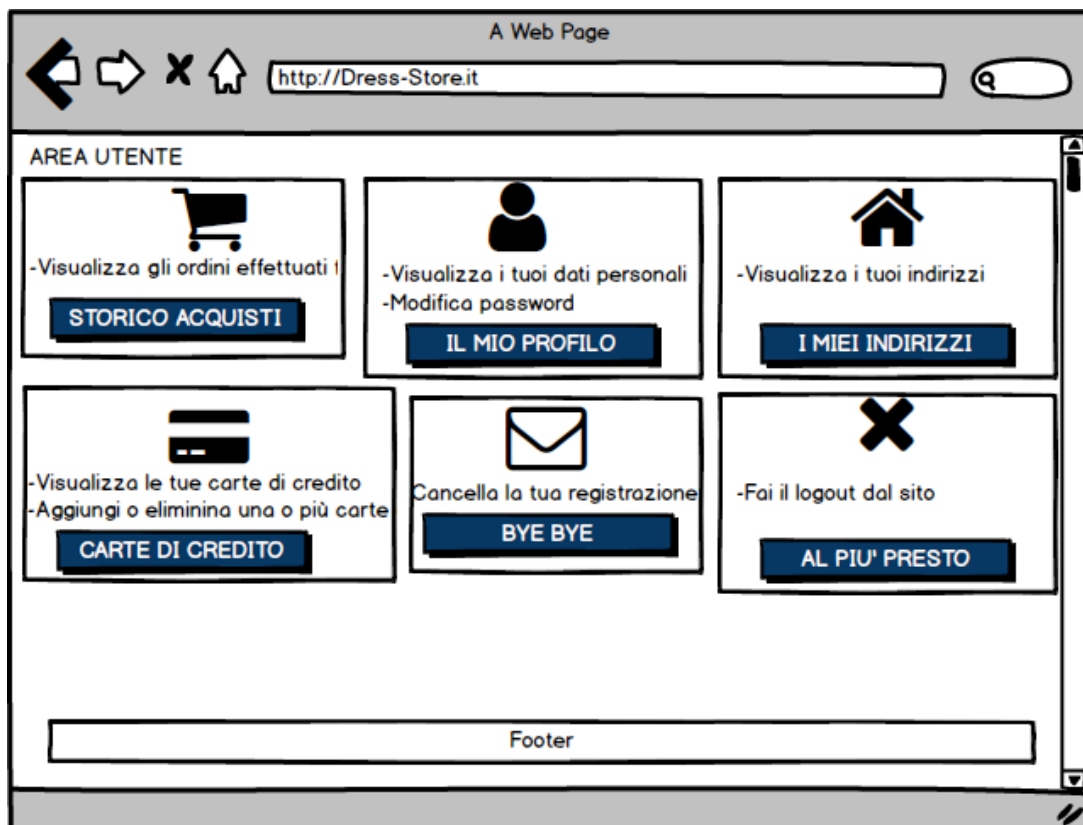 A Web Page
http://Dress-Store.it
AREA UTENTE
-Visualizza gli ordini effettuati
STORICO ACQUISTI
-Visualizza i tuoi dati personali
-Modifica password
IL MIO PROFILO
-Visualizza i tuoi indirizzi
I MIEI INDIRIZZI
-Visualizza le tue carte di credito
-Aggiungi o eliminina una o più carte
CARTE DI CREDITO
Cancella la tua registrazione
BYE BYE
-Fai il logout dal sito
AL PIU' PRESTO
Footer